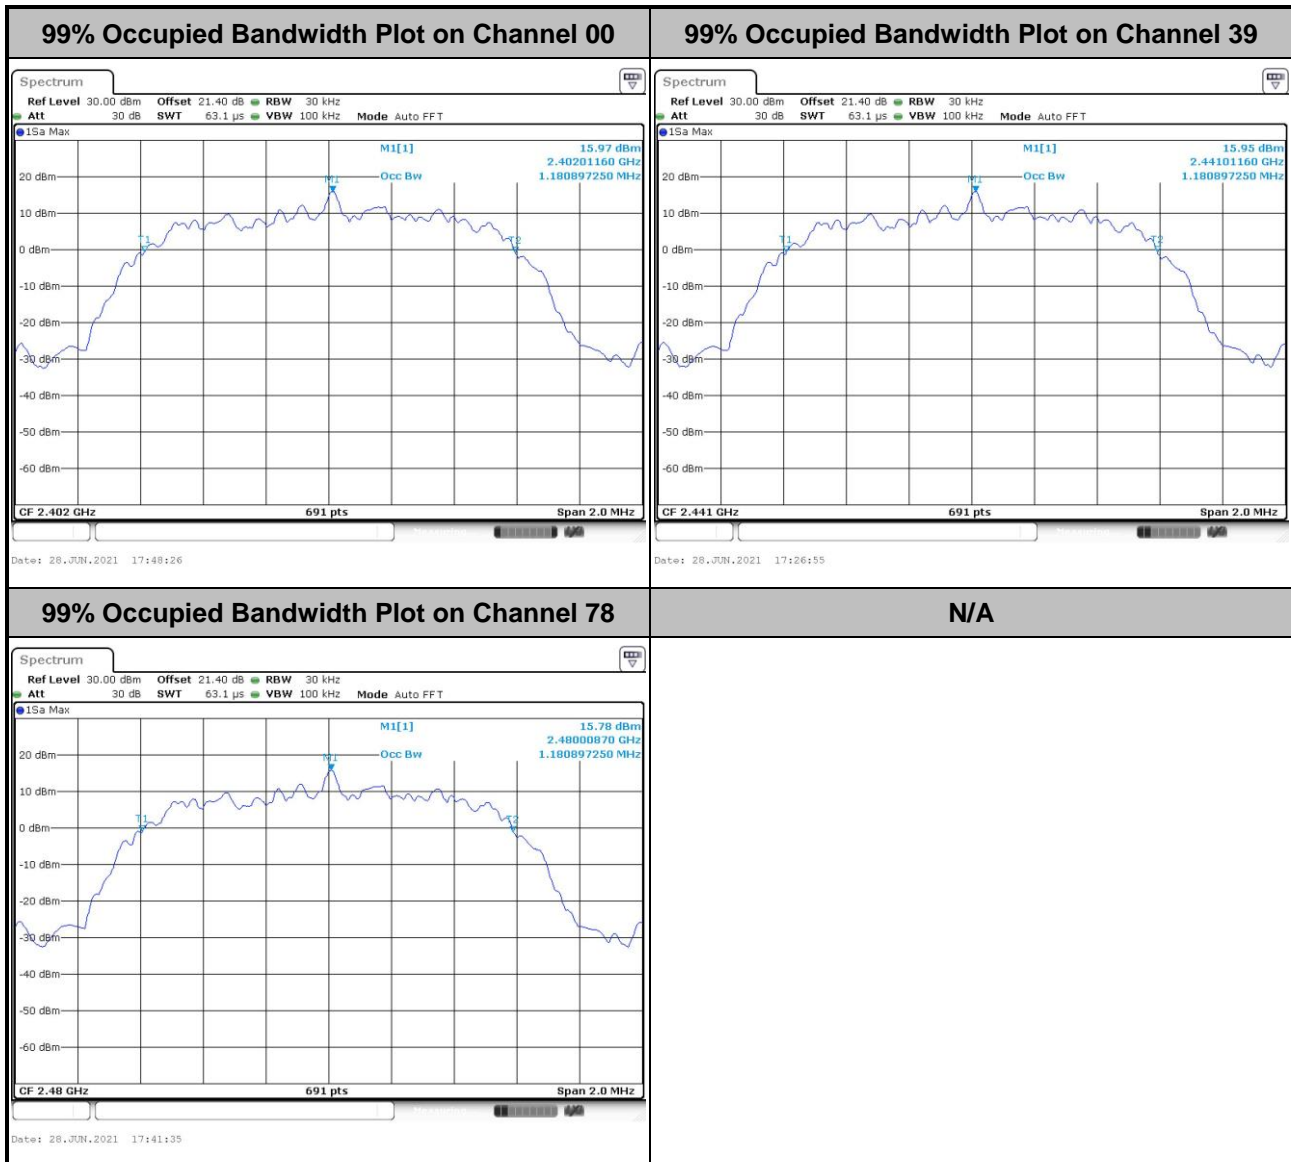 99% Occupied Bandwidth Plot on Channel 00
Spectrum
Ref Level 30.00 dBm Offset 21.40 dB RBW 30 kHz
Att 30 dB SWT 63.1 µs VBW 100 kHz Mode Auto FFT
1Sa Max
M1[1] 15.97 dBm
2.40201160 GHz
Occ Bw 1.180897250 MHz
M1
20 dBm
10 dBm
T1 T2
0 dBm
-10 dBm
-20 dBm
-30 dBm
-40 dBm
-50 dBm
-60 dBm
CF 2.402 GHz 691 pts Span 2.0 MHz
Date: 28.JUN.2021 17:48:26
99% Occupied Bandwidth Plot on Channel 39
Spectrum
Ref Level 30.00 dBm Offset 21.40 dB RBW 30 kHz
Att 30 dB SWT 63.1 µs VBW 100 kHz Mode Auto FFT
1Sa Max
M1[1] 15.95 dBm
2.44101160 GHz
Occ Bw 1.180897250 MHz
M1
20 dBm
10 dBm
T1 T2
0 dBm
-10 dBm
-20 dBm
-30 dBm
-40 dBm
-50 dBm
-60 dBm
CF 2.441 GHz 691 pts Span 2.0 MHz
Date: 28.JUN.2021 17:26:55
99% Occupied Bandwidth Plot on Channel 78
Spectrum
Ref Level 30.00 dBm Offset 21.40 dB RBW 30 kHz
Att 30 dB SWT 63.1 µs VBW 100 kHz Mode Auto FFT
1Sa Max
M1[1] 15.78 dBm
2.48000870 GHz
Occ Bw 1.180897250 MHz
M1
20 dBm
10 dBm
T1 T2
0 dBm
-10 dBm
-20 dBm
-30 dBm
-40 dBm
-50 dBm
-60 dBm
CF 2.48 GHz 691 pts Span 2.0 MHz
Date: 28.JUN.2021 17:41:35
N/A